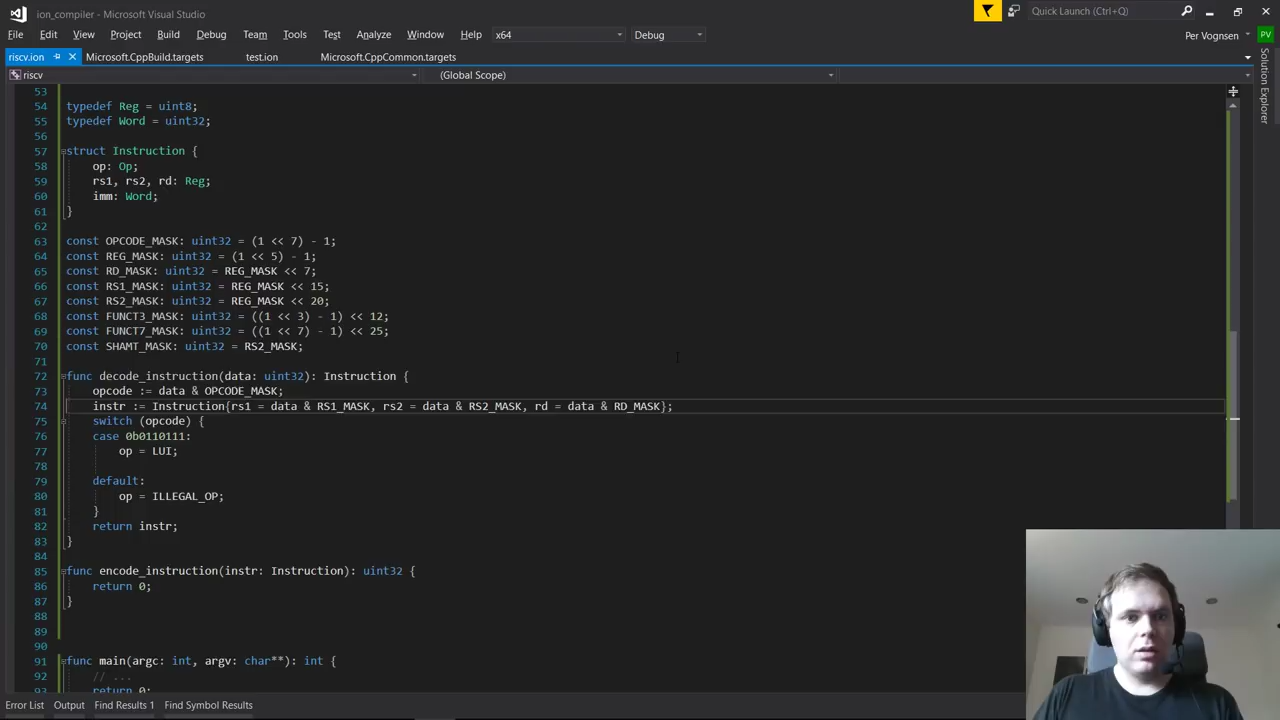 ion_compiler - Microsoft Visual Studio
Quick Launch (Ctrl+Q)
File Edit View Project Build Debug Team Tools Test Analyze Window Help x64 Debug Per Vognsen PV
riscv.ion Microsoft.CppBuild.targets test.ion Microsoft.CppCommon.targets
riscv (Global Scope)
Solution Explorer
53
54 typedef Reg = uint8;
55 typedef Word = uint32;
56
57 struct Instruction {
58 op: Op;
59 rs1, rs2, rd: Reg;
60 imm: Word;
61 }
62
63 const OPCODE_MASK: uint32 = (1 << 7) - 1;
64 const REG_MASK: uint32 = (1 << 5) - 1;
65 const RD_MASK: uint32 = REG_MASK << 7;
66 const RS1_MASK: uint32 = REG_MASK << 15;
67 const RS2_MASK: uint32 = REG_MASK << 20;
68 const FUNCT3_MASK: uint32 = ((1 << 3) - 1) << 12;
69 const FUNCT7_MASK: uint32 = ((1 << 7) - 1) << 25;
70 const SHAMT_MASK: uint32 = RS2_MASK;
71
72 func decode_instruction(data: uint32): Instruction {
73 opcode := data & OPCODE_MASK;
74 instr := Instruction{rs1 = data & RS1_MASK, rs2 = data & RS2_MASK, rd = data & RD_MASK};
75 switch (opcode) {
76 case 0b0110111:
77 op = LUI;
78
79 default:
80 op = ILLEGAL_OP;
81 }
82 return instr;
83 }
84
85 func encode_instruction(instr: Instruction): uint32 {
86 return 0;
87 }
88
89
90
91 func main(argc: int, argv: char**): int {
92 // ...
93 return 0;
Error List Output Find Results 1 Find Symbol Results